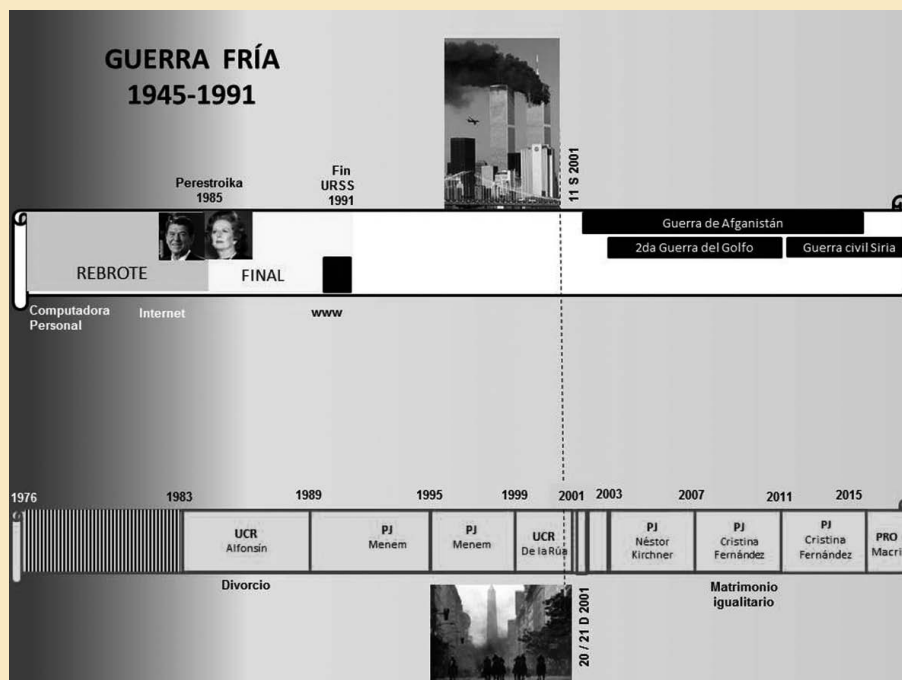 GUERRA FRÍA
1945-1991
Perestroika
1985
Fin
URSS
1991
11 S 2001
Guerra de Afganistán
2da Guerra del Golfo
Guerra civil Siria
REBROTE
FINAL
Computadora
Personal
Internet
www
1976
1983
1989
1995
1999
2001
2003
2007
2011
2015
UCR
Alfonsín
PJ
Menem
PJ
Menem
UCR
De la Rúa
PJ
Néstor
Kirchner
PJ
Cristina
Fernández
PJ
Cristina
Fernández
PRO
Macri
Divorcio
20 / 21 D 2001
Matrimonio
igualitario